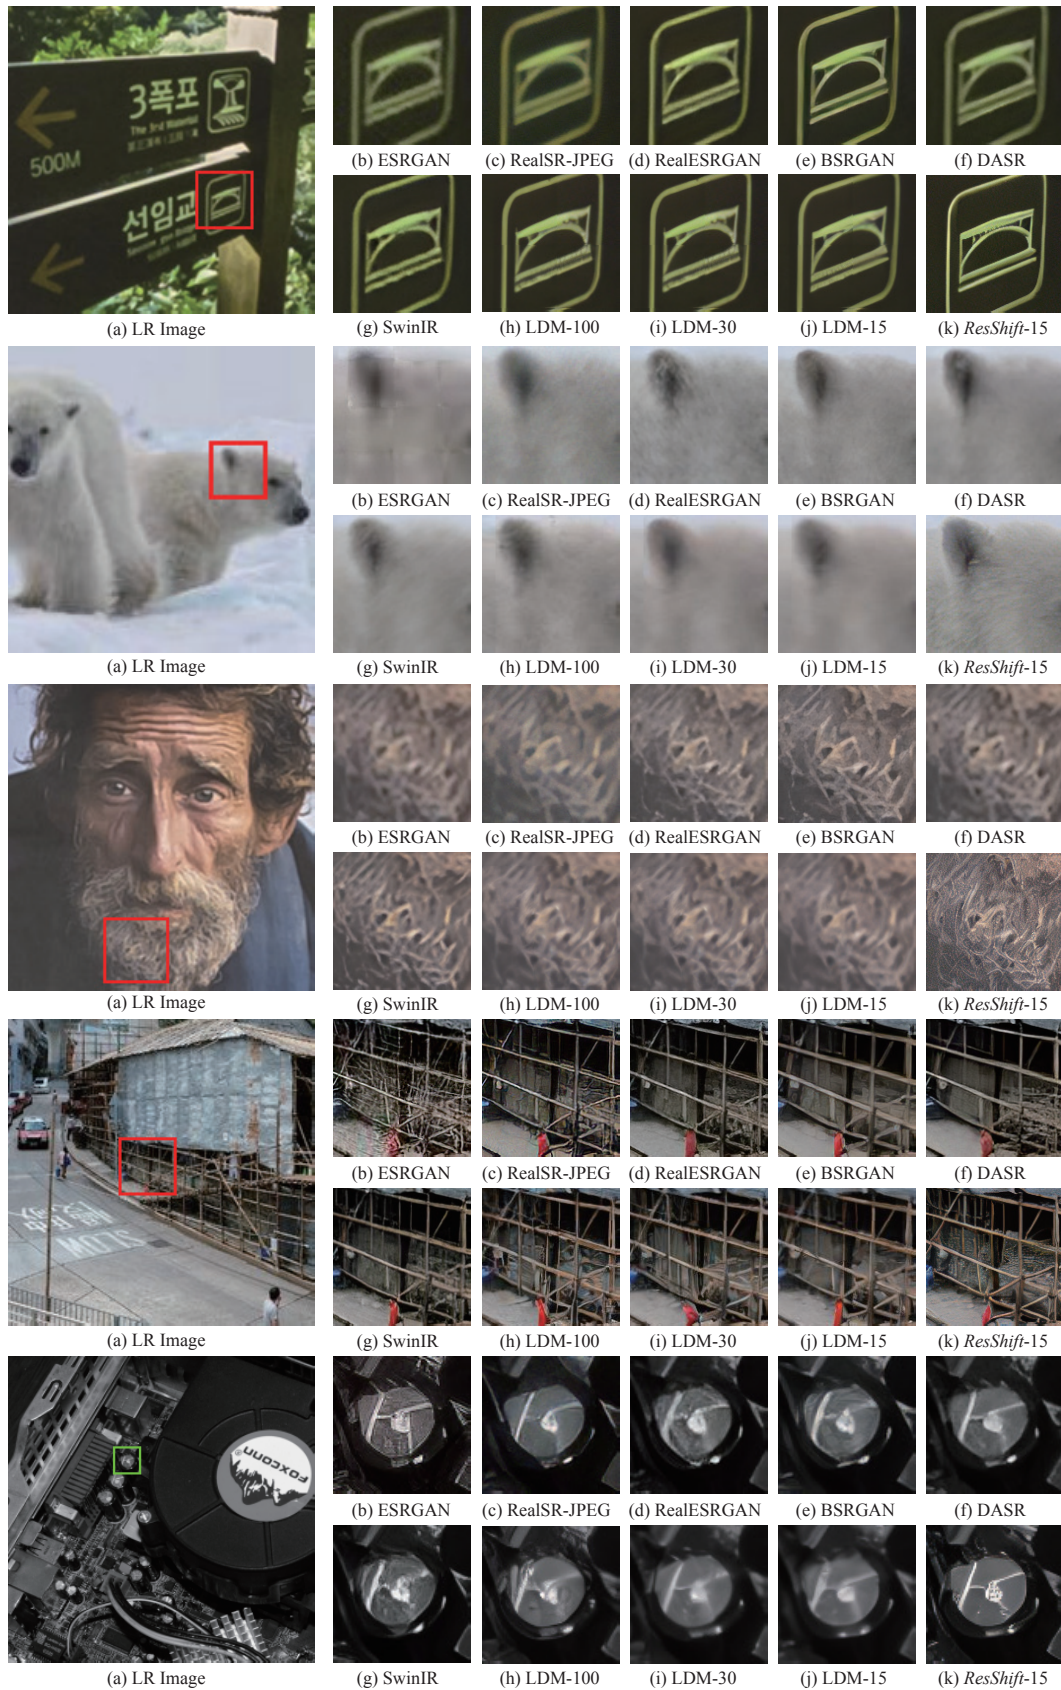 3폭포
The 3rd Waterfall
500M
선임교
(b) ESRGAN (c) RealSR-JPEG (d) RealESRGAN (e) BSRGAN (f) DASR
(a) LR Image
(g) SwinIR (h) LDM-100 (i) LDM-30 (j) LDM-15 (k) ResShift-15
(b) ESRGAN (c) RealSR-JPEG (d) RealESRGAN (e) BSRGAN (f) DASR
(a) LR Image
(g) SwinIR (h) LDM-100 (i) LDM-30 (j) LDM-15 (k) ResShift-15
(b) ESRGAN (c) RealSR-JPEG (d) RealESRGAN (e) BSRGAN (f) DASR
(a) LR Image
(g) SwinIR (h) LDM-100 (i) LDM-30 (j) LDM-15 (k) ResShift-15
SLOW
(b) ESRGAN (c) RealSR-JPEG (d) RealESRGAN (e) BSRGAN (f) DASR
(a) LR Image
(g) SwinIR (h) LDM-100 (i) LDM-30 (j) LDM-15 (k) ResShift-15
FOXCONN®
(b) ESRGAN (c) RealSR-JPEG (d) RealESRGAN (e) BSRGAN (f) DASR
(a) LR Image
(g) SwinIR (h) LDM-100 (i) LDM-30 (j) LDM-15 (k) ResShift-15